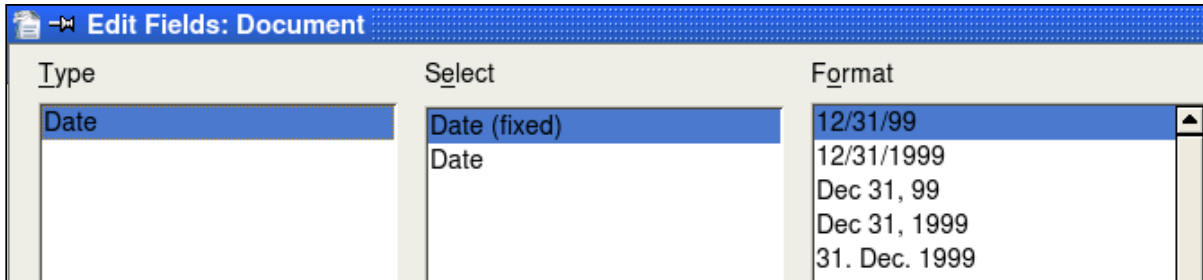 Edit Fields: Document
Type
Select
Format
Date
Date (fixed)
Date
12/31/99
12/31/1999
Dec 31, 99
Dec 31, 1999
31. Dec. 1999